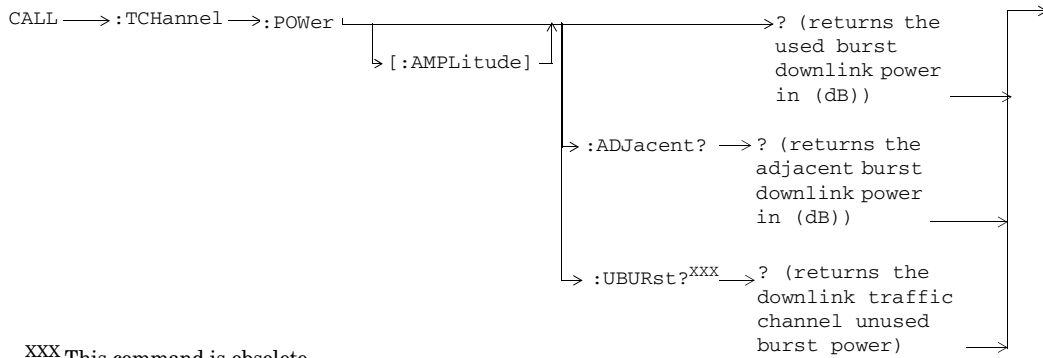 CALL :TCHannel :POWer ? (returns the
used burst
[:AMPLitude]
downlink power
in (dB))
:ADJacent? ? (returns the
adjacent burst
downlink power
in (dB))
:UBURst?XXX ? (returns the
downlink traffic
channel unused
burst power)
XXX This command is obsolete